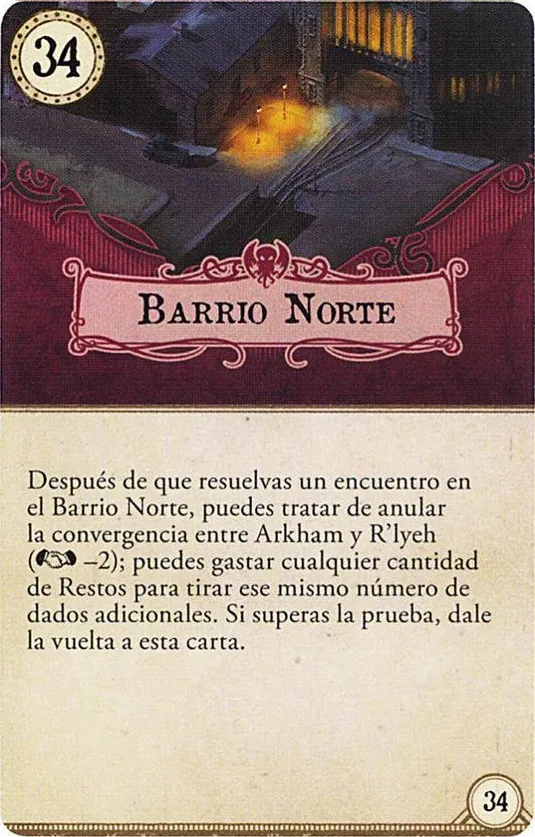 34
Barrio Norte
Después de que resuelvas un encuentro en
el Barrio Norte, puedes tratar de anular
la convergencia entre Arkham y R'lyeh
( –2); puedes gastar cualquier cantidad
de Restos para tirar ese mismo número de
dados adicionales. Si superas la prueba, dale
la vuelta a esta carta.
34